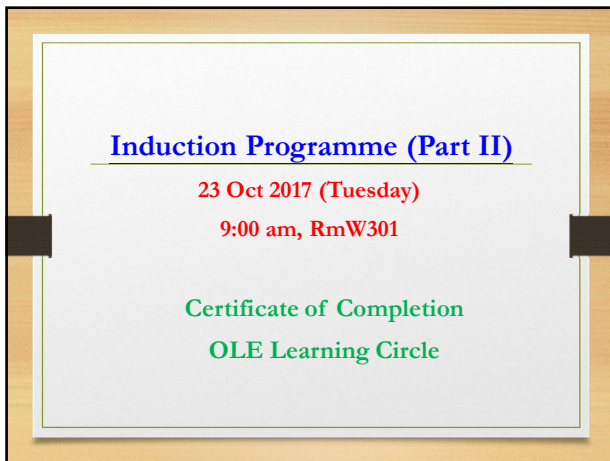 Induction Programme (Part II)
23 Oct 2017 (Tuesday)
9:00 am, RmW301
Certificate of Completion
OLE Learning Circle